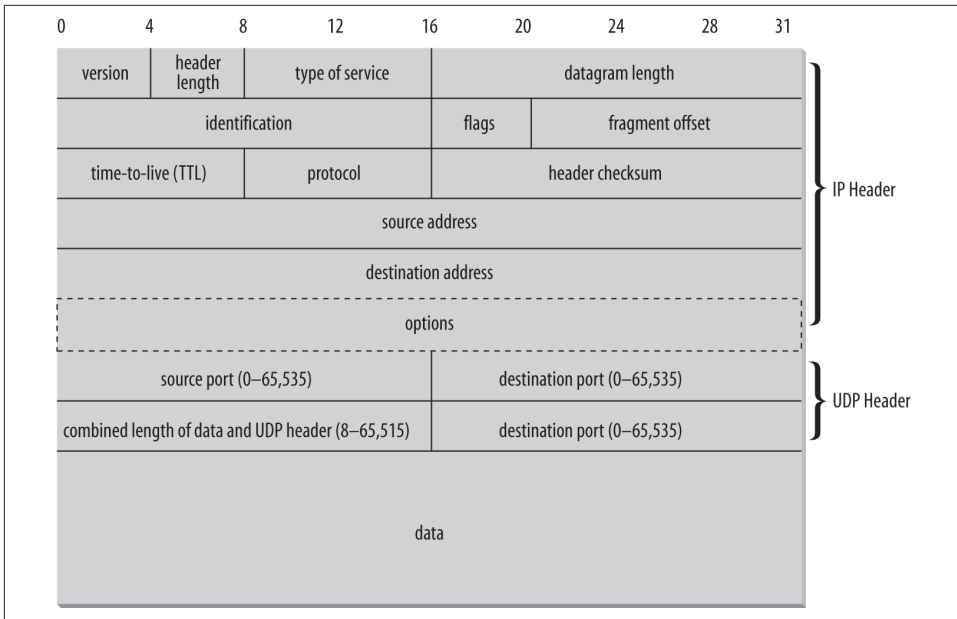 0 4 8 12 16 20 24 28 31
version header length type of service datagram length
identification flags fragment offset
time-to-live (TTL) protocol header checksum
IP Header
source address
destination address
options
source port (0–65,535) destination port (0–65,535)
UDP Header
combined length of data and UDP header (8–65,515) destination port (0–65,535)
data